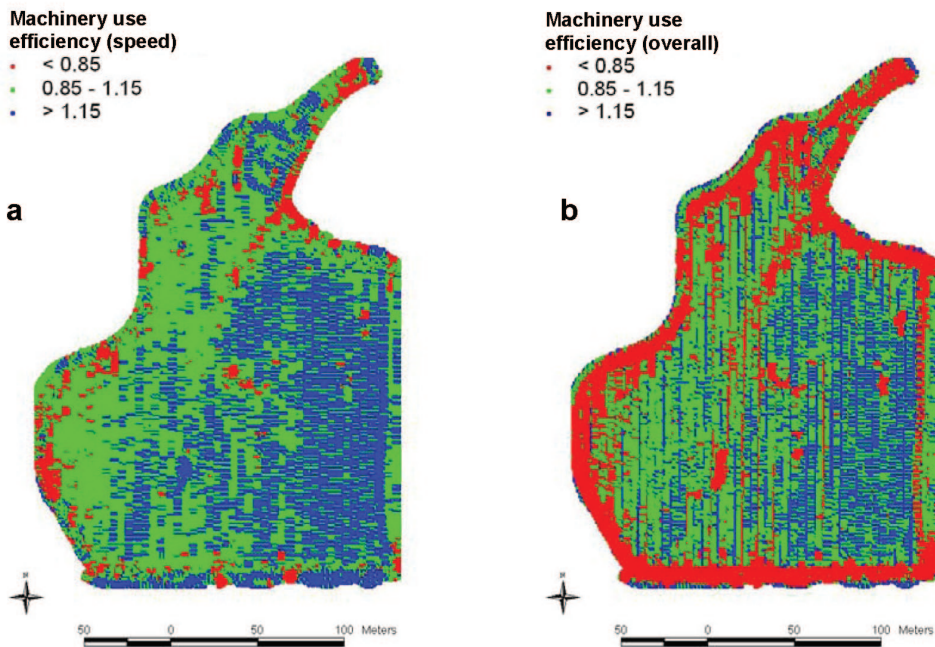 Machinery use
efficiency (speed)
< 0.85
0.85 - 1.15
> 1.15
a
N
50 0 50 100 Meters
Machinery use
efficiency (overall)
< 0.85
0.85 - 1.15
> 1.15
b
N
50 0 50 100 Meters